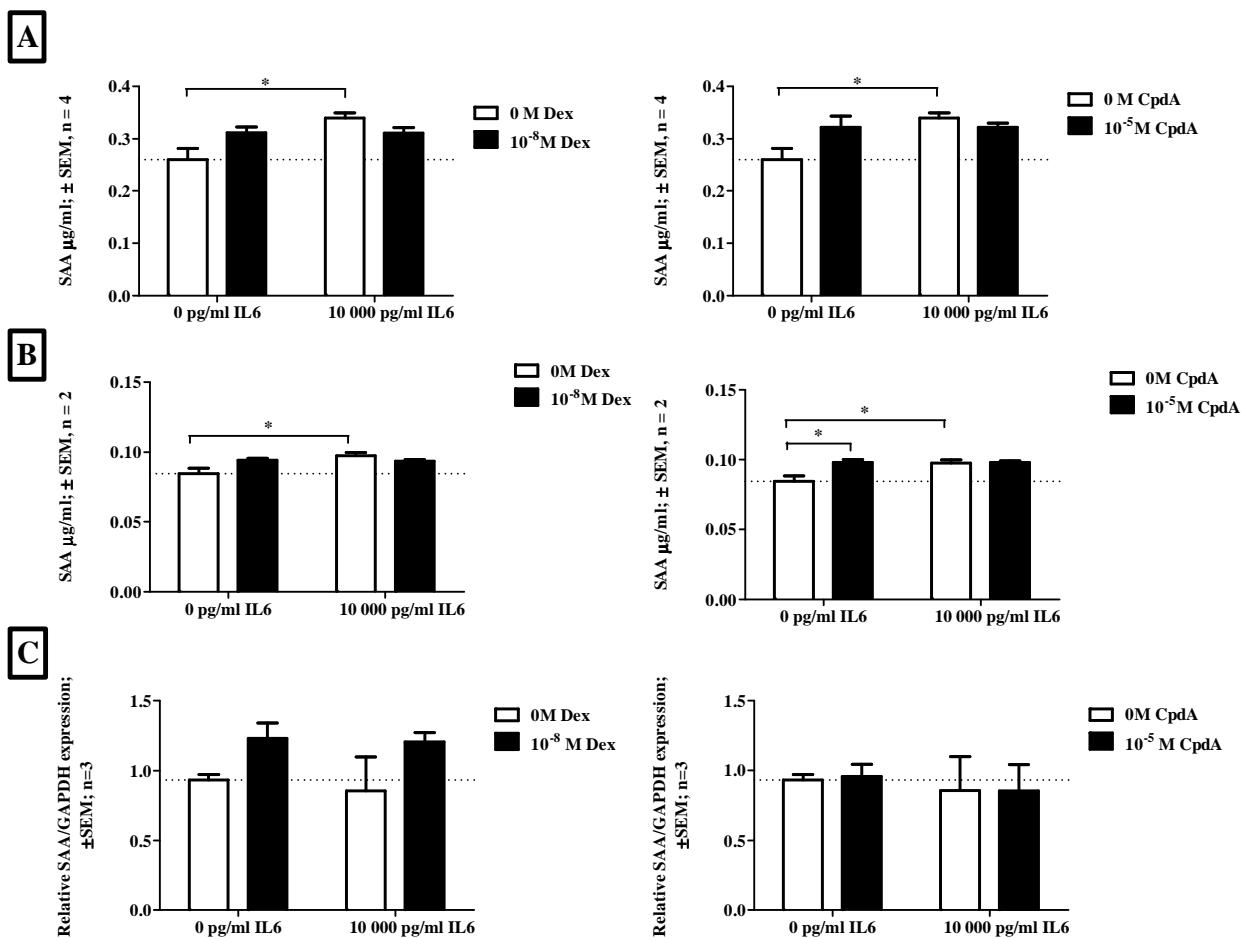 A
SAA µg/ml; ± SEM, n = 4
0.4
0.3
0.2
0.1
0.0
*
0 pg/ml IL6
10 000 pg/ml IL6
0 M Dex
10⁻⁸M Dex
SAA µg/ml; ± SEM, n = 4
0.4
0.3
0.2
0.1
0.0
*
0 pg/ml IL6
10 000 pg/ml IL6
0 M CpdA
10⁻⁵M CpdA
B
SAA µg/ml; ± SEM, n = 2
0.15
0.10
0.05
0.00
*
0 pg/ml IL6
10 000 pg/ml IL6
0M Dex
10⁻⁸M Dex
SAA µg/ml; ± SEM, n = 2
0.15
0.10
0.05
0.00
*
*
0 pg/ml IL6
10 000 pg/ml IL6
0M CpdA
10⁻⁵M CpdA
C
Relative SAA/GAPDH expression;
±SEM; n=3
1.5
1.0
0.5
0.0
0 pg/ml IL6
10 000 pg/ml IL6
0M Dex
10⁻⁸ M Dex
Relative SAA/GAPDH expression;
±SEM; n=3
1.5
1.0
0.5
0.0
0 pg/ml IL6
10 000 pg/ml IL6
0M CpdA
10⁻⁵ M CpdA